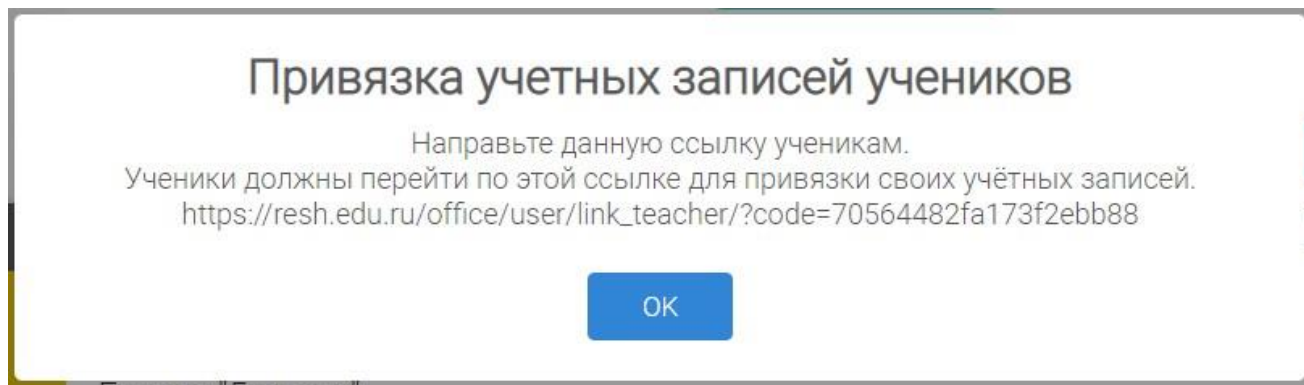 Привязка учетных записей учеников
Направьте данную ссылку ученикам.
Ученики должны перейти по этой ссылке для привязки своих учётных записей.
https://resh.edu.ru/office/user/link_teacher/?code=70564482fa173f2ebb88
OK